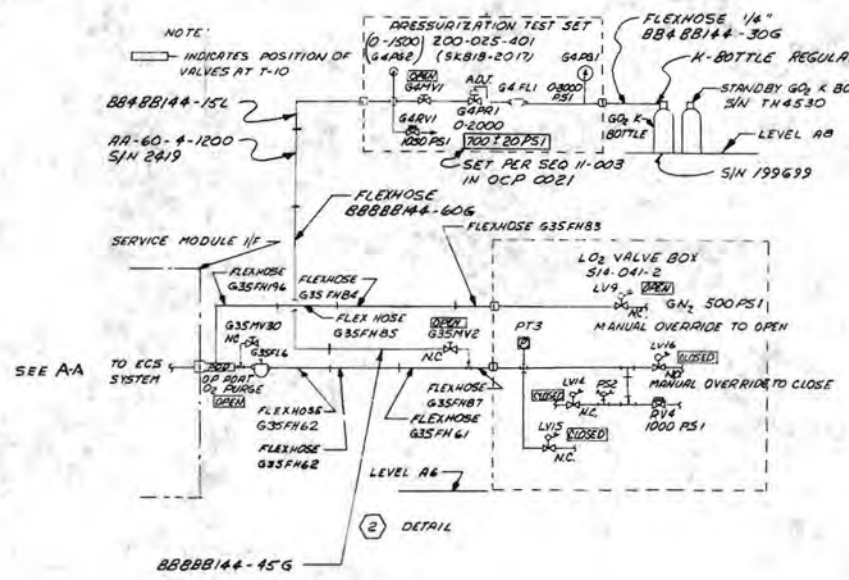 NOTE:
INDICATES POSITION OF
VALVES AT T-10
PRESSURIZATION TEST SET
(0-1500) 200-025-401
(G4PG2) (SK818-2017)
G4PG1
OPEN
G4MV1
ADJ.
G4FL1
0-3000
PSI
G4RV1
1050 PSI
G4PR1
0-2000
700 ± 20 PSI
SET PER SEQ 11-003
IN OCP 0021
FLEXHOSE 1/4"
BB4BB144-30G
K-BOTTLE REGULA
STANDBY GO2 K BO
S/N TH4530
GO2 K-
BOTTLE
LEVEL A8
S/N 199699
BB4BB144-15L
AA-60-4-1200
S/N 2419
FLEXHOSE
BBBBB144-60G
SERVICE MODULE I/F
FLEXHOSE G35FH83
FLEXHOSE
G35FH96
FLEXHOSE
G35FH84
FLEX HOSE
G35FH85
LO2 VALVE BOX
S14-041-2
LV9
OPEN
N.C.
GN2 500 PSI
MANUAL OVERRIDE TO OPEN
G35MV30
N.C.
G35FL6
OPEN
G35MV2
N.C.
PT3
P
LV16
CLOSED
NO
MANUAL OVERRIDE TO CLOSE
SEE A-A
TO ECS
SYSTEM
OP PORT
O2 PURGE
OPEN
FLEXHOSE
G35FH62
FLEXHOSE
G35FH62
FLEXHOSE
G35FH87
FLEXHOSE
G35FH61
CLOSED
LV14
N.C.
PS2
RV4
1000 PSI
LV15
CLOSED
N.C.
LEVEL A6
2 DETAIL
BBBBB144-45G